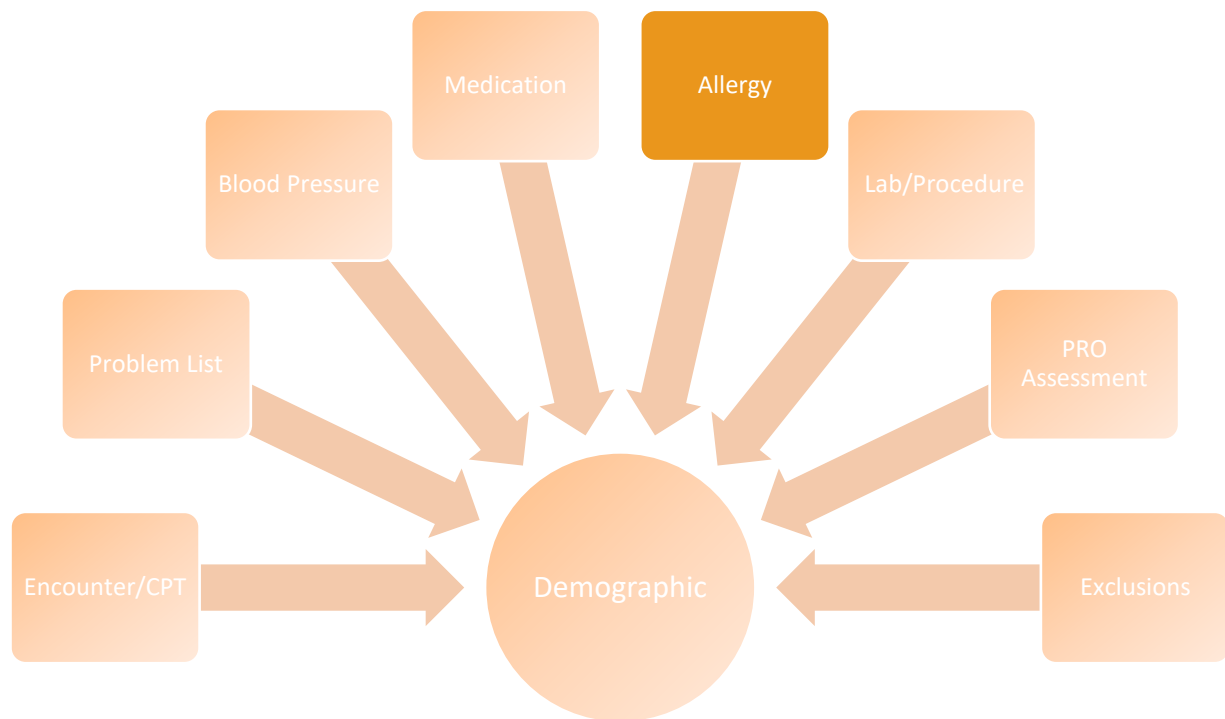 Medication
Allergy
Blood Pressure
Lab/Procedure
Problem List
PRO
Assessment
Encounter/CPT
Demographic
Exclusions